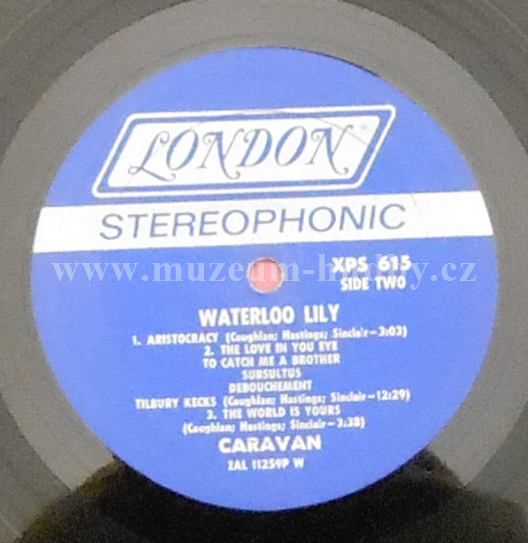 LONDON®
STEREOPHONIC
www.muzeum-hudby.cz
XPS 615
SIDE TWO
WATERLOO LILY
1. ARISTOCRACY (Coughlan; Hastings; Sinclair—3:03)
2. THE LOVE IN YOU EYE
TO CATCH ME A BROTHER
SUBSULTUS
DEBOUCHEMENT
TILBURY KECKS (Coughlan; Hastings; Sinclair—12:29)
3. THE WORLD IS YOURS
(Coughlan; Hastings; Sinclair—3:38)
CARAVAN
ZAL 11259P W